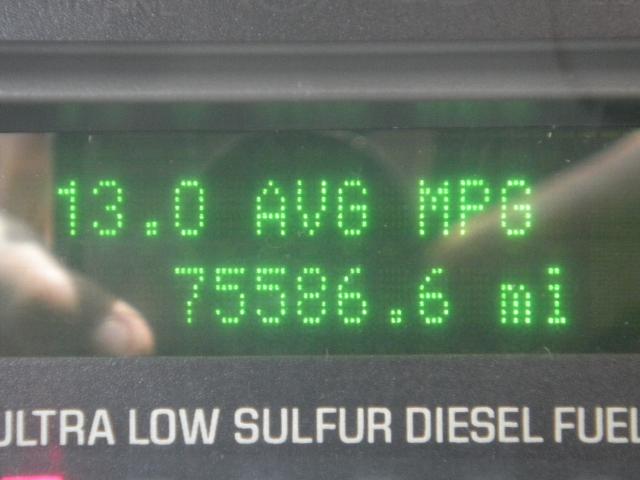 13.0 AVG MPG
75586.6 mi
ULTRA LOW SULFUR DIESEL FUEL